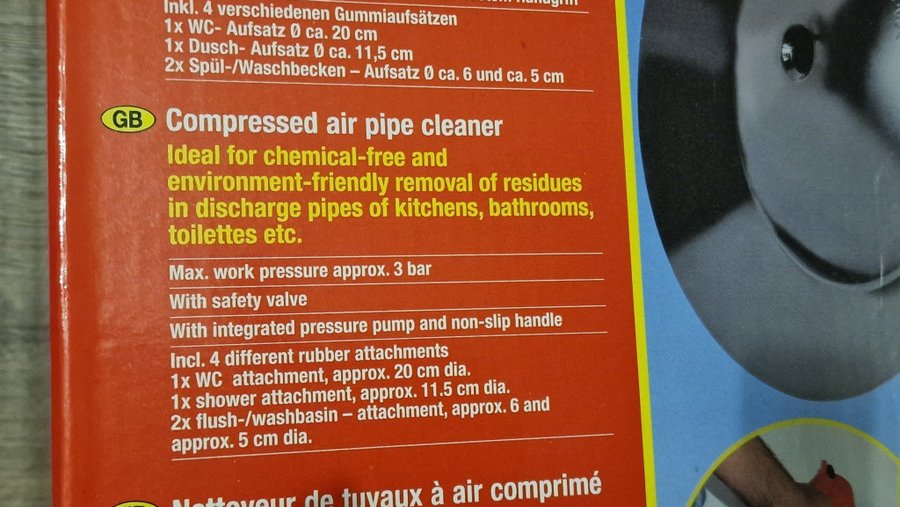 Inkl. 4 verschiedenen Gummiaufsätzen
1x WC- Aufsatz Ø ca. 20 cm
1x Dusch- Aufsatz Ø ca. 11,5 cm
2x Spül-/Waschbecken – Aufsatz Ø ca. 6 und ca. 5 cm
GB Compressed air pipe cleaner
Ideal for chemical-free and
environment-friendly removal of residues
in discharge pipes of kitchens, bathrooms,
toilettes etc.
Max. work pressure approx. 3 bar
With safety valve
With integrated pressure pump and non-slip handle
Incl. 4 different rubber attachments
1x WC attachment, approx. 20 cm dia.
1x shower attachment, approx. 11.5 cm dia.
2x flush-/washbasin – attachment, approx. 6 and
approx. 5 cm dia.
Nettoyeur de tuyaux à air comprimé